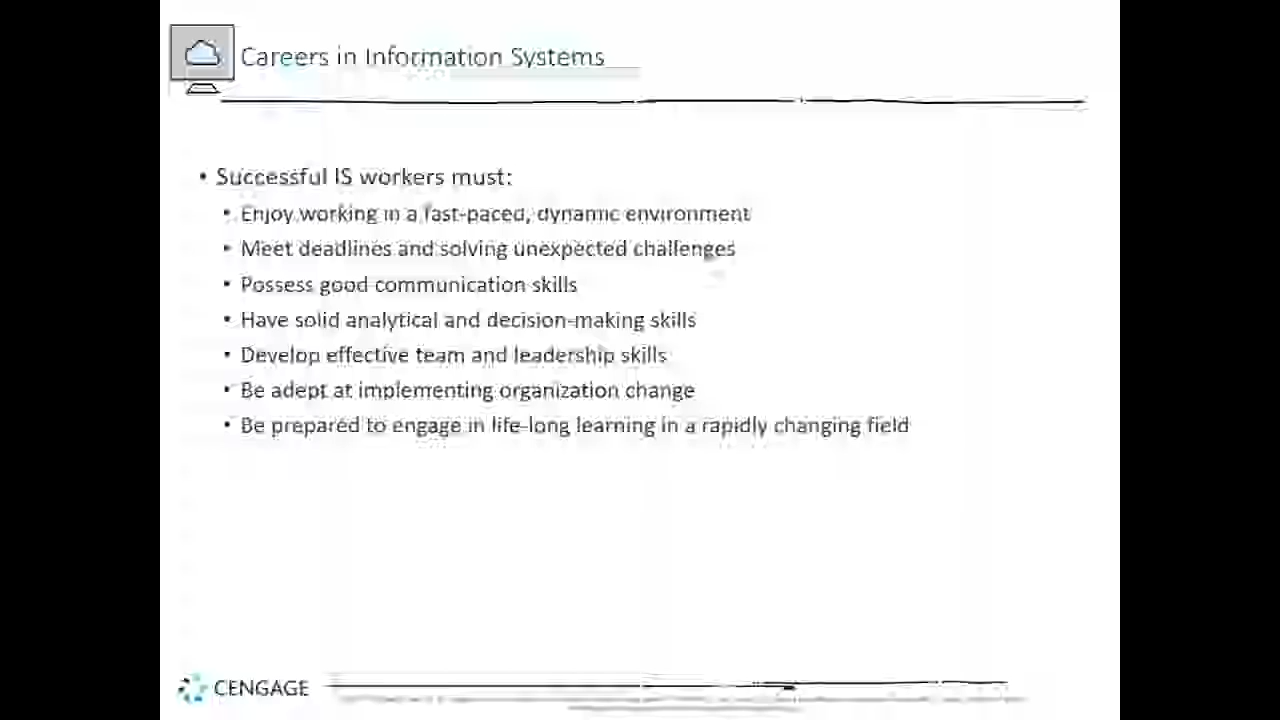 Careers in Information Systems
• Successful IS workers must:
• Enjoy working in a fast-paced, dynamic environment
• Meet deadlines and solving unexpected challenges
• Possess good communication skills
• Have solid analytical and decision-making skills
• Develop effective team and leadership skills
• Be adept at implementing organization change
• Be prepared to engage in life-long learning in a rapidly changing field
CENGAGE